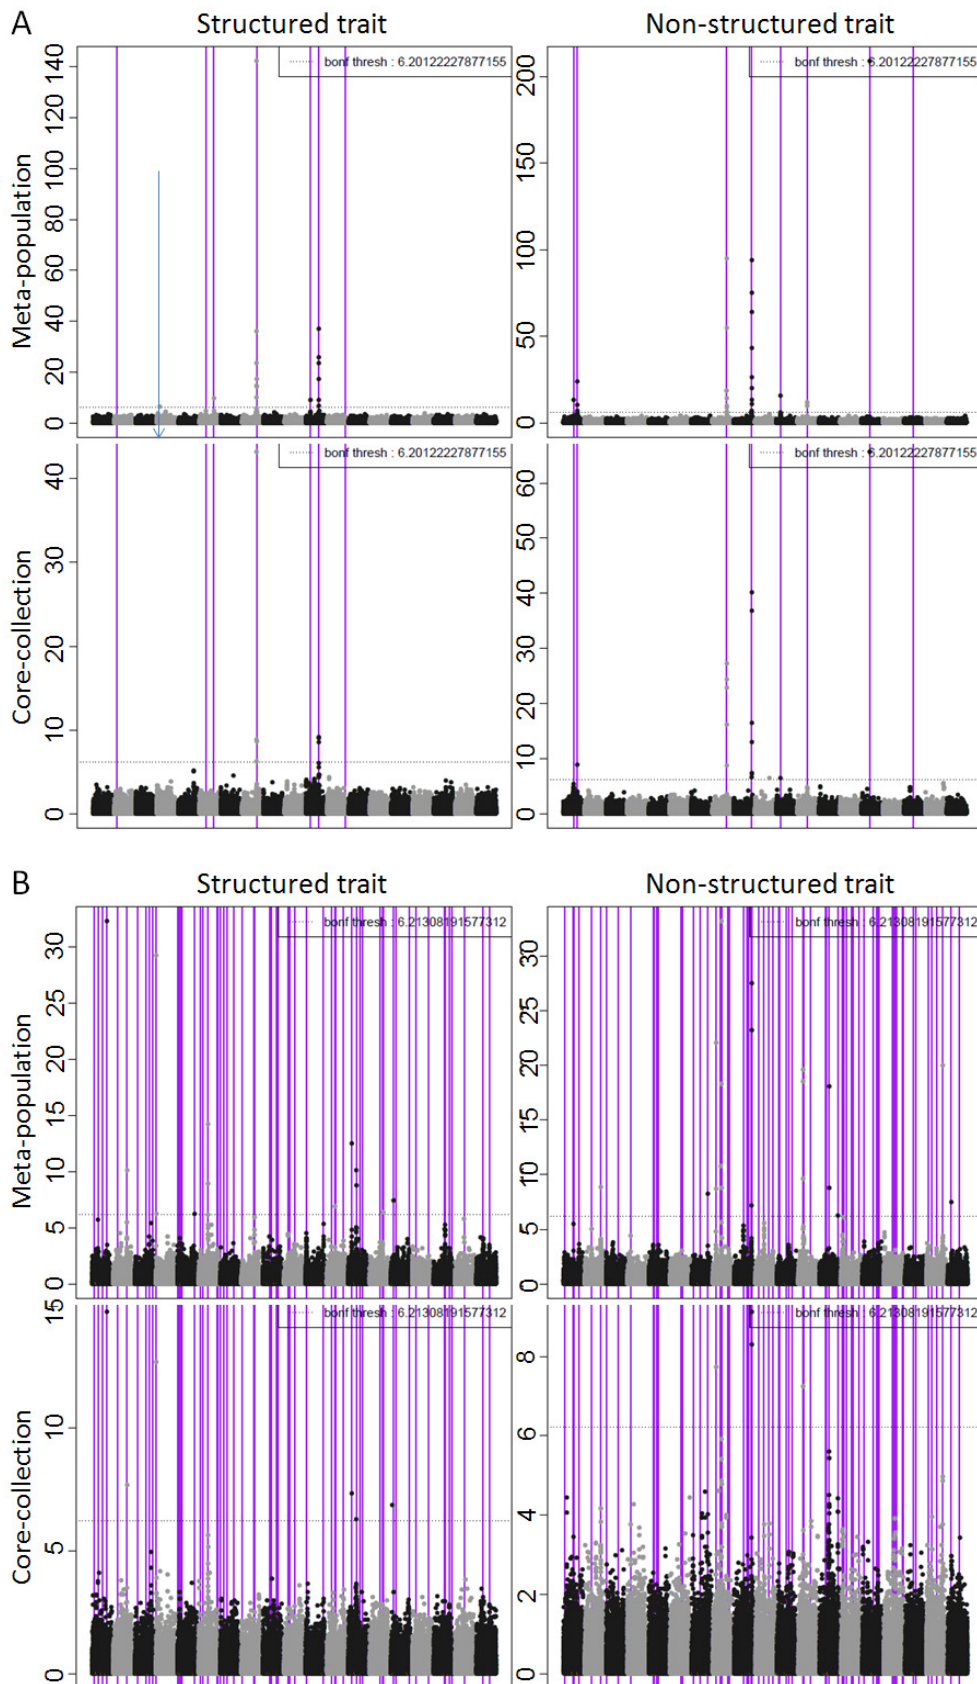 A
Structured trait
Non-structured trait
Meta-population
140
120
100
80
60
40
20
0
bonf thresh : 6.20122227877155
200
150
100
50
0
bonf thresh : 6.20122227877155
Core-collection
40
30
20
10
0
bonf thresh : 6.20122227877155
60
50
40
30
20
10
0
bonf thresh : 6.20122227877155
B
Structured trait
Non-structured trait
Meta-population
30
25
20
15
10
5
0
bonf thresh : 6.21308191577312
30
25
20
15
10
5
0
bonf thresh : 6.21308191577312
Core-collection
15
10
5
0
bonf thresh : 6.21308191577312
8
6
4
2
0
bonf thresh : 6.21308191577312